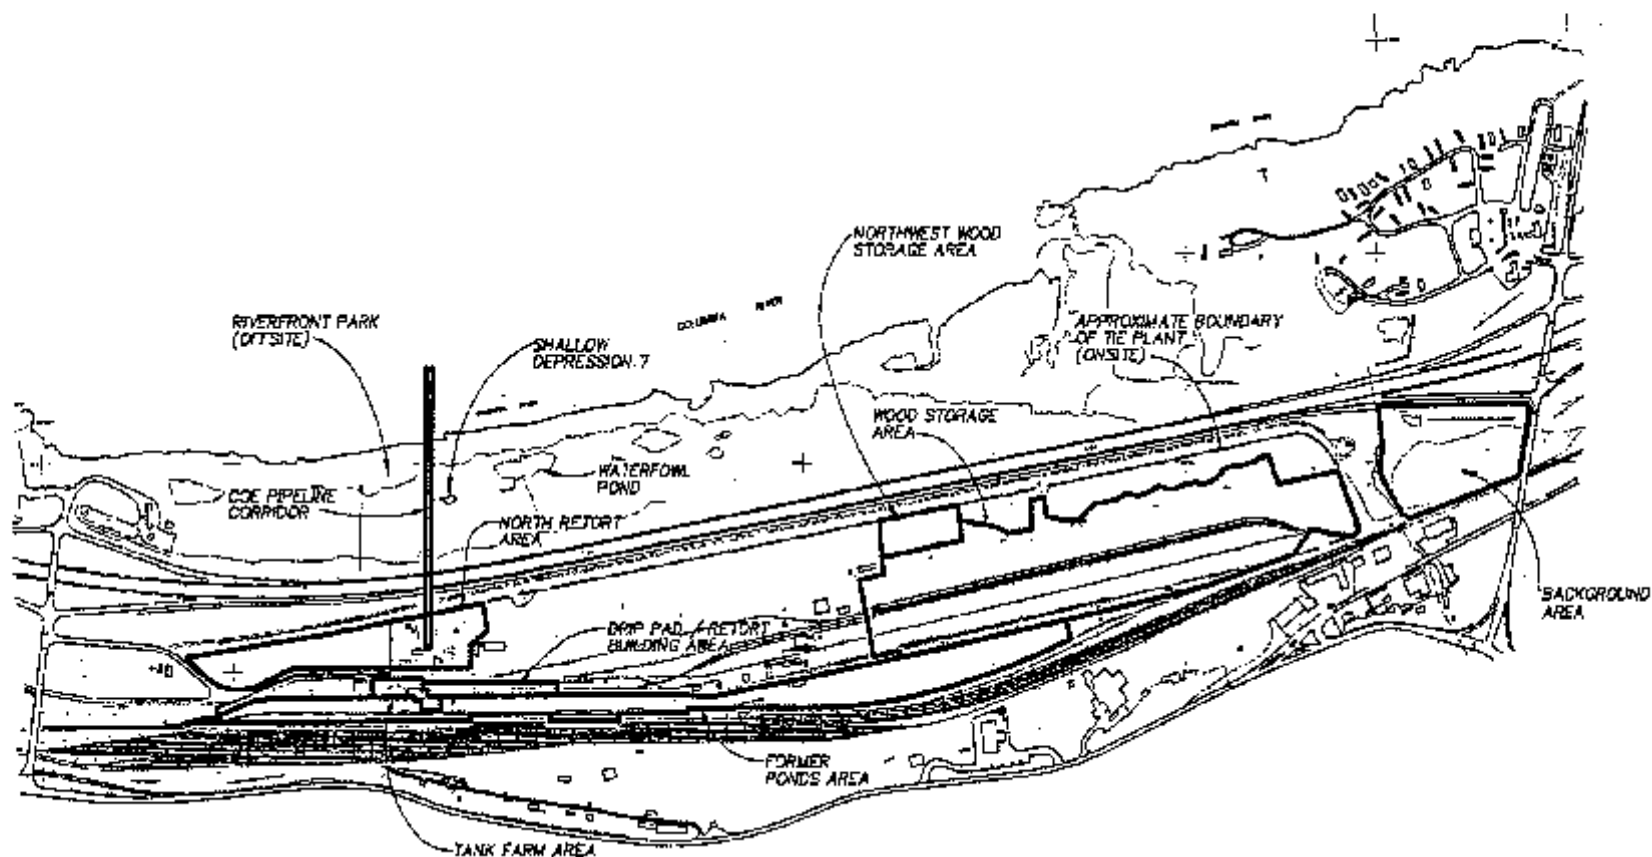 NORTHWEST WOOD
STORAGE AREA
RIVERFRONT PARK
(OFFSITE)
COLUMBIA RIVER
APPROXIMATE BOUNDARY
OF TIE PLANT
(ONSITE)
SHALLOW
DEPRESSION 7
WOOD STORAGE
AREA
WATERFOWL
POND
COE PIPELINE
CORRIDOR
NORTH RETORT
AREA
BACKGROUND
AREA
DRIP PAD / RETORT
BUILDING AREA
FORMER
PONDS AREA
TANK FARM AREA